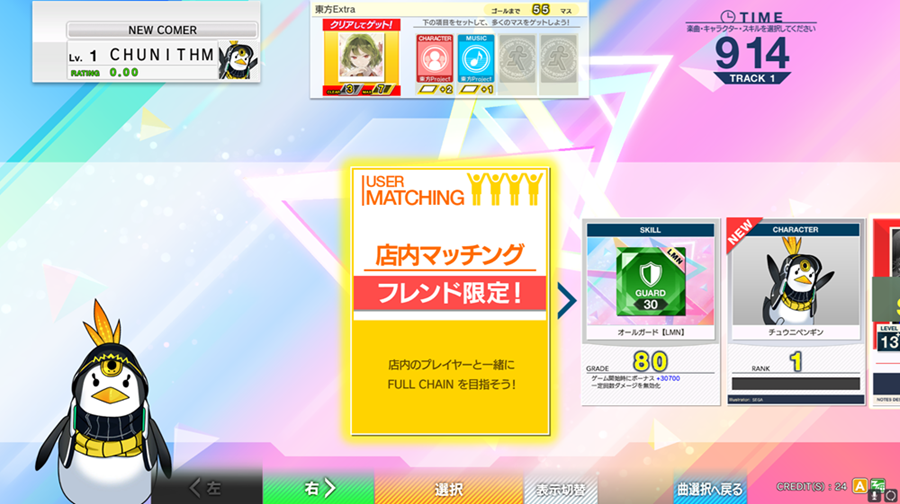 NEW COMER
Lv. 1 CHUNITHM
RATING 0.00
東方Extra
ゴールまで 55 マス
クリアしてゲット!
下の項目をセットして、多くのマスをゲットしよう!
CHARACTER
東方Project
+2
MUSIC
東方Project
+1
TIME
楽曲・キャラクター・スキルを選択してください
914
TRACK 1
USER
MATCHING
店内マッチング
フレンド限定!
店内のプレイヤーと一緒に
FULL CHAIN を目指そう!
SKILL
LMN
GUARD
30
オールガード【LMN】
GRADE 80
ゲーム開始時にボーナス +30700
一定回数ダメージを無効化
NEW
CHARACTER
チュウニペンギン
RANK 1
Illustration : SEGA
LEVEL
13
NOTES DES
左
右
選択
表示切替
曲選択へ戻る
CREDIT(S) : 24
A